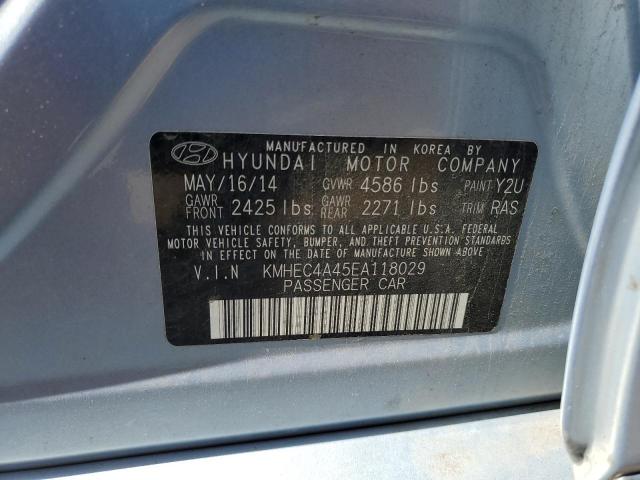 MANUFACTURED IN KOREA BY
HYUNDAI MOTOR COMPANY
MAY/16/14 GVWR 4586 lbs PAINT Y2U
GAWR FRONT 2425 lbs GAWR REAR 2271 lbs TRIM RAS
THIS VEHICLE CONFORMS TO ALL APPLICABLE U.S.A. FEDERAL
MOTOR VEHICLE SAFETY, BUMPER, AND THEFT PREVENTION STANDARDS
IN EFFECT ON THE DATE OF MANUFACTURE SHOWN ABOVE.
V.I.N KMHEC4A45EA118029
PASSENGER CAR